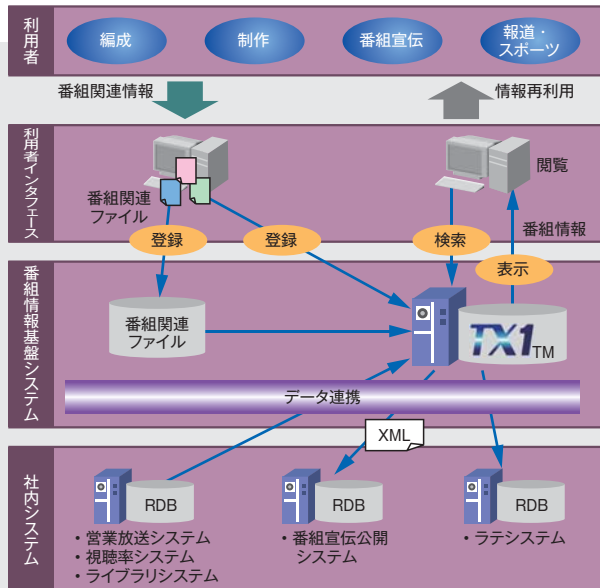 利用者
編成
制作
番組宣伝
報道・
スポーツ
番組関連情報
情報再利用
利用者インタフェース
番組関連
ファイル
閲覧
番組情報
登録
登録
検索
表示
番組情報基盤システム
番組関連
ファイル
TX1TM
データ連携
XML
社内システム
RDB
RDB
RDB
・営業放送システム
・視聴率システム
・ライブラリシステム
・番組宣伝公開
システム
・ラテシステム